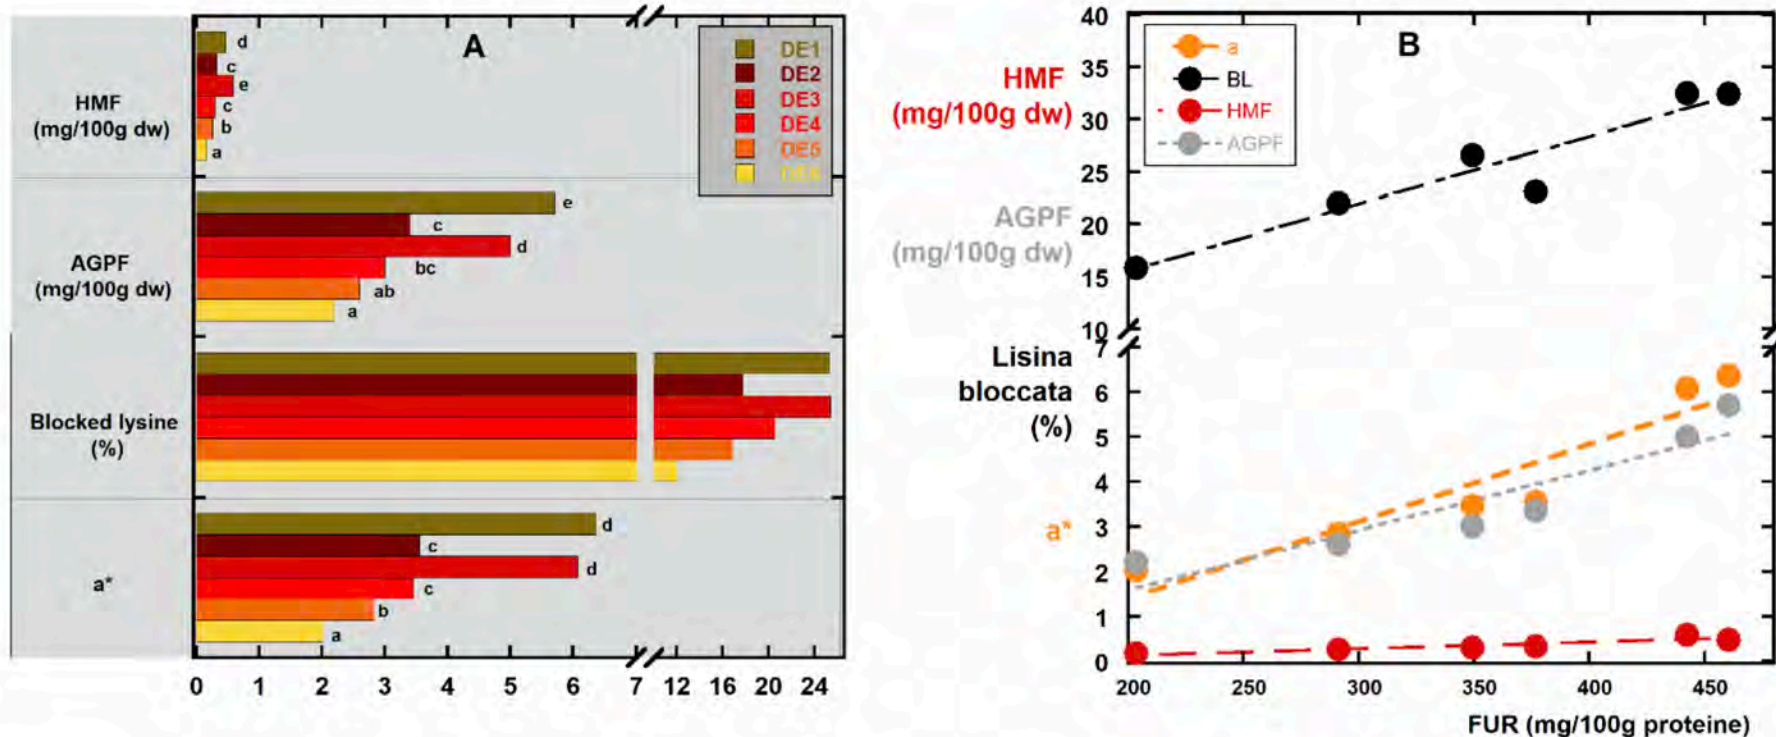 A
DE1
DE2
DE3
DE4
DE5
DE6
HMF
(mg/100g dw)
d
c
e
c
b
a
AGPF
(mg/100g dw)
e
c
d
bc
ab
a
Blocked lysine
(%)
a*
d
c
d
c
b
a
0 1 2 3 4 5 6 7 12 20 24
B
a
BL
HMF
AGPF
HMF
(mg/100g dw)
AGPF
(mg/100g dw)
Lisina
bloccata
(%)
a*
40
35
30
25
20
15
10
7
6
5
4
3
2
1
0
200 250 300 350 400 450
FUR (mg/100g proteine)